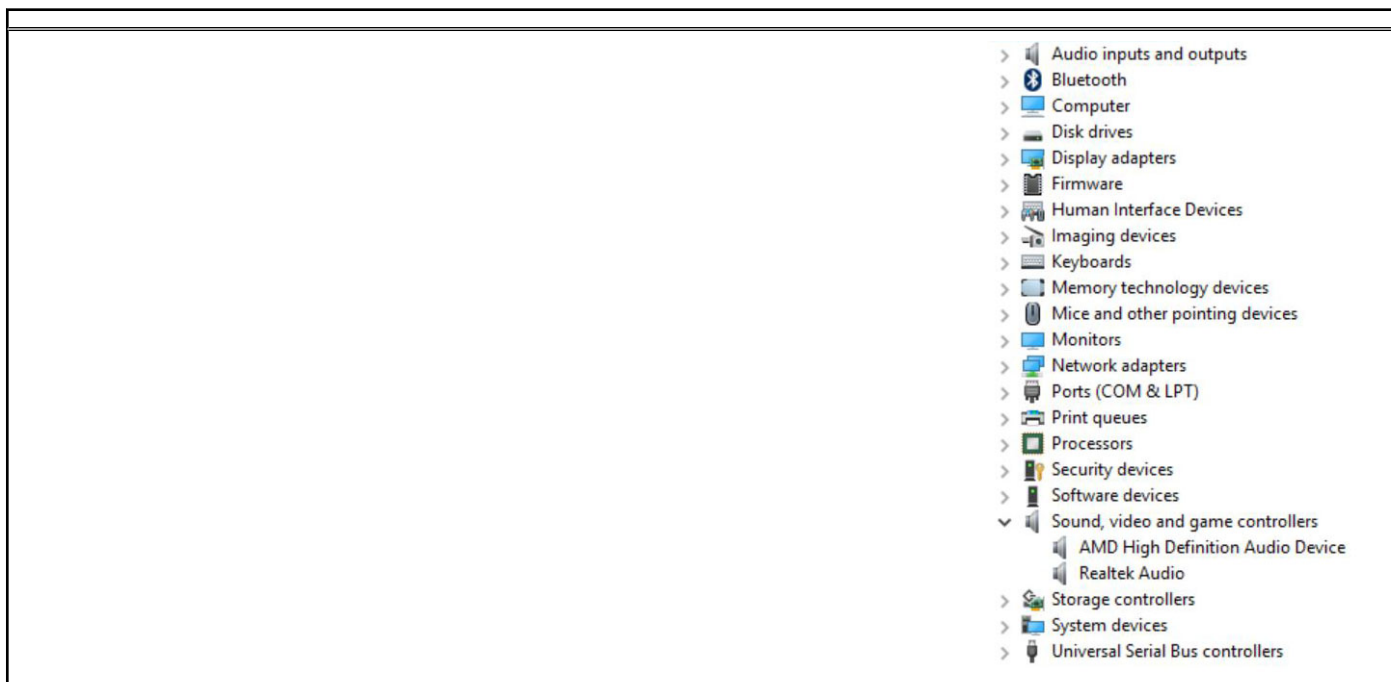 Audio inputs and outputs
Bluetooth
Computer
Disk drives
Display adapters
Firmware
Human Interface Devices
Imaging devices
Keyboards
Memory technology devices
Mice and other pointing devices
Monitors
Network adapters
Ports (COM & LPT)
Print queues
Processors
Security devices
Software devices
Sound, video and game controllers
AMD High Definition Audio Device
Realtek Audio
Storage controllers
System devices
Universal Serial Bus controllers